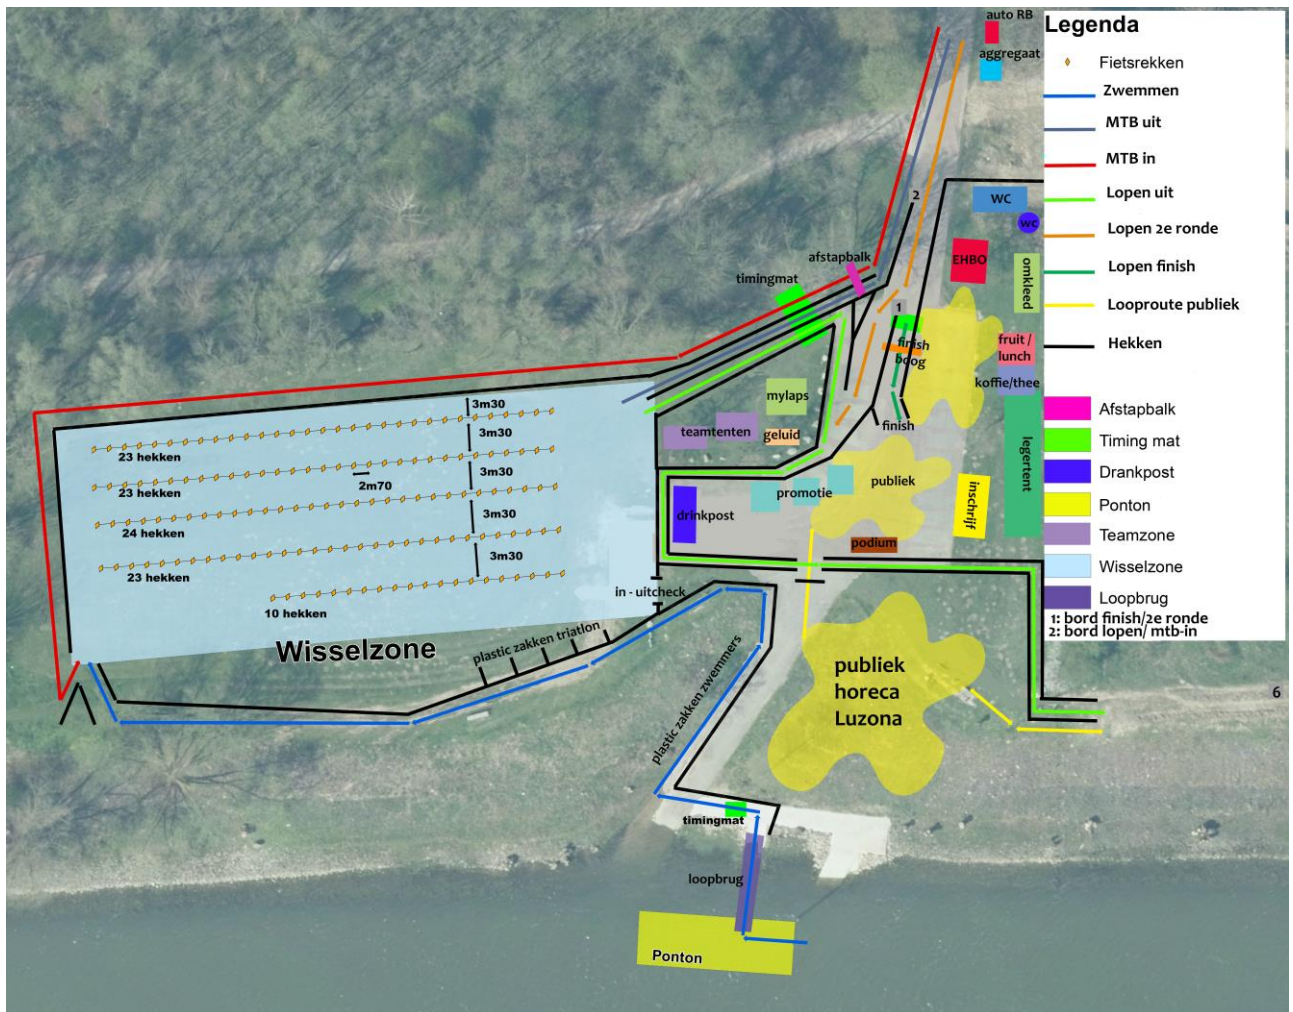 auto RB
aggregaat
2
WC
wc
afstapbalk
EHBO
omkleed
timingmat
1
finish
boog
fruit /
lunch
koffie/thee
mylaps
teamtenten
geluid
finish
legertent
3m30
3m30
3m30
3m30
3m30
23 hekken
23 hekken
2m70
24 hekken
23 hekken
10 hekken
publiek
promotie
inschrijf
drinkpost
podium
in - uitcheck
Wisselzone
plastic zakken triatlon
plastic zakken zwemmers
publiek
horeca
Luzona
6
timingmat
loopbrug
Ponton
Legenda
Fietsrekken
Zwemmen
MTB uit
MTB in
Lopen uit
Lopen 2e ronde
Lopen finish
Looproute publiek
Hekken
Afstapbalk
Timing mat
Drankpost
Ponton
Teamzone
Wisselzone
Loopbrug
1: bord finish/2e ronde
2: bord lopen/ mtb-in